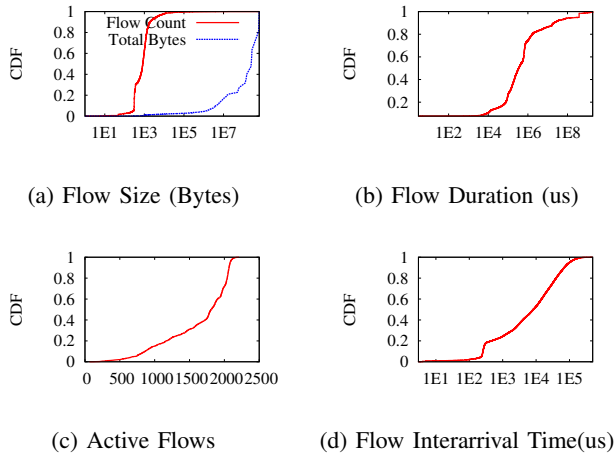 1
0.8
0.6
0.4
0.2
0
CDF
Flow Count
Total Bytes
1E1 1E3 1E5 1E7
(a) Flow Size (Bytes)
1
0.8
0.6
0.4
0.2
CDF
1E2 1E4 1E6 1E8
(b) Flow Duration (us)
1
0.8
0.6
0.4
0.2
0
CDF
0 500 1000 1500 2000 2500
(c) Active Flows
1
0.8
0.6
0.4
0.2
0
CDF
1E1 1E2 1E3 1E4 1E5
(d) Flow Interarrival Time(us)